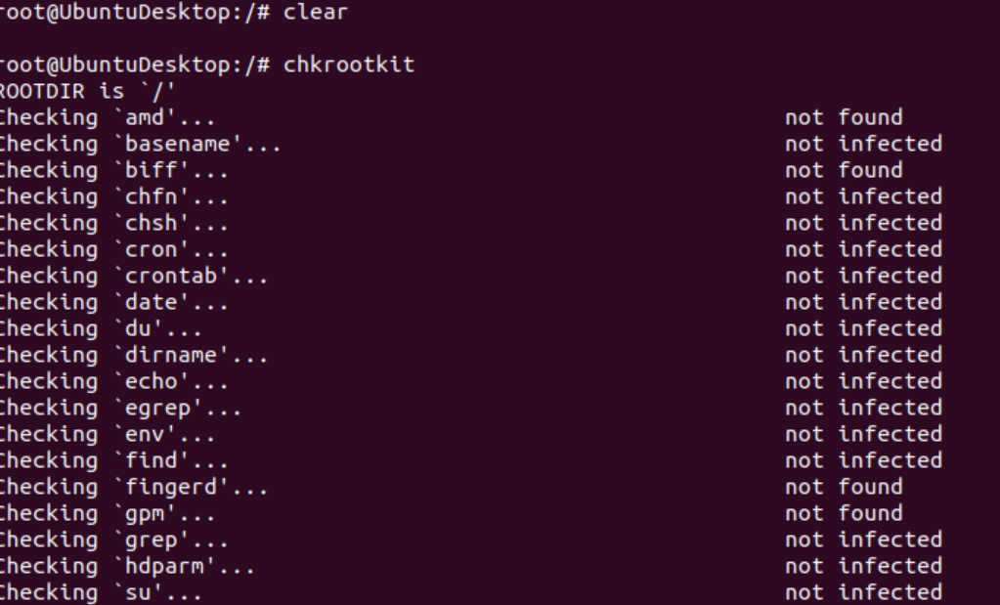 root@UbuntuDesktop:/# clear
root@UbuntuDesktop:/# chkrootkit
ROOTDIR is `/'
Checking `amd'... not found
Checking `basename'... not infected
Checking `biff'... not found
Checking `chfn'... not infected
Checking `chsh'... not infected
Checking `cron'... not infected
Checking `crontab'... not infected
Checking `date'... not infected
Checking `du'... not infected
Checking `dirname'... not infected
Checking `echo'... not infected
Checking `egrep'... not infected
Checking `env'... not infected
Checking `find'... not infected
Checking `fingerd'... not found
Checking `gpm'... not found
Checking `grep'... not infected
Checking `hdparm'... not infected
Checking `su'... not infected